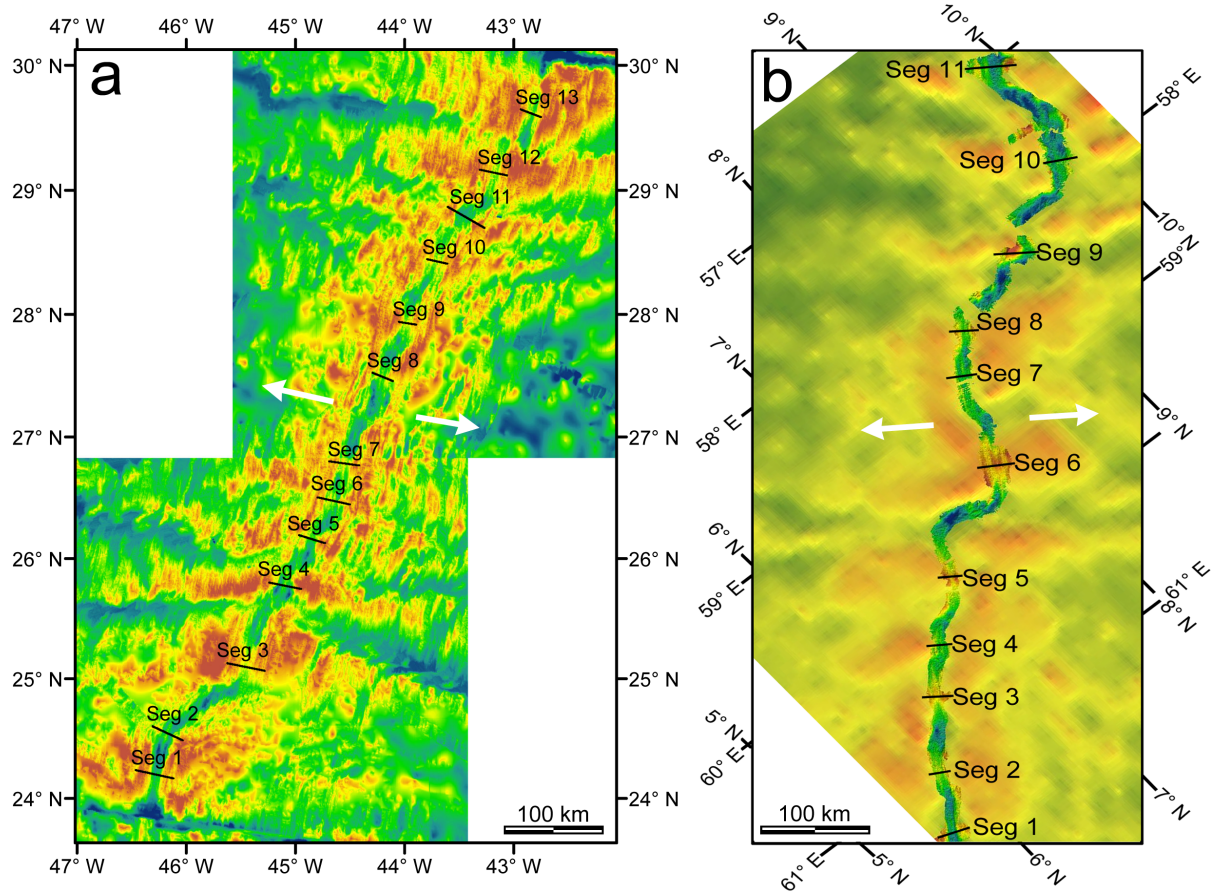 47° W 46° W 45° W 44° W 43° W
a
30° N
30° N
29° N
29° N
28° N
28° N
27° N
27° N
26° N
26° N
25° N
25° N
24° N
24° N
Seg 13
Seg 12
Seg 11
Seg 10
Seg 9
Seg 8
Seg 7
Seg 6
Seg 5
Seg 4
Seg 3
Seg 2
Seg 1
100 km
47° W 46° W 45° W 44° W 43° W
b
9° N
10° N
58° E
8° N
57° E
10° N
59° E
7° N
58° E
9° N
6° N
59° E
61° E
8° N
5° N
60° E
7° N
61° E
5° N
6° N
Seg 11
Seg 10
Seg 9
Seg 8
Seg 7
Seg 6
Seg 5
Seg 4
Seg 3
Seg 2
Seg 1
100 km